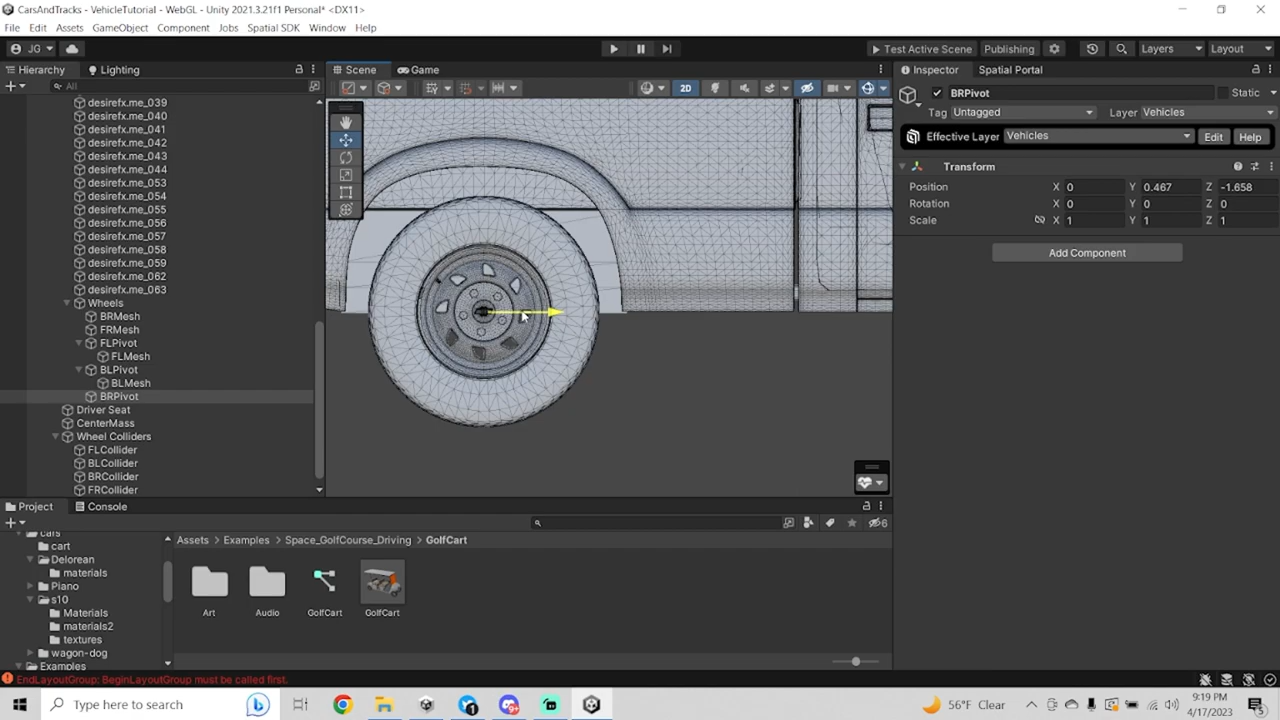 CarsAndTracks - VehicleTutorial - WebGL - Unity 2021.3.21f1 Personal* <DX11>
File Edit Assets GameObject Component Jobs Spatial SDK Window Help
JG Test Active Scene Publishing Layers Layout
Hierarchy Lighting Scene Game Inspector Spatial Portal
All 2D BRPivot Static
desirefx.me_039
desirefx.me_040
desirefx.me_041
desirefx.me_042
desirefx.me_043
desirefx.me_044
desirefx.me_053
desirefx.me_054
desirefx.me_055
desirefx.me_056
desirefx.me_057
desirefx.me_058
desirefx.me_059
desirefx.me_062
desirefx.me_063
Wheels
BRMesh
FRMesh
FLPivot
FLMesh
BLPivot
BLMesh
BRPivot
Driver Seat
CenterMass
Wheel Colliders
FLCollider
BLCollider
BRCollider
FRCollider
Tag Untagged Layer Vehicles
Effective Layer Vehicles Edit Help
Transform
Position X 0 Y 0.467 Z -1.658
Rotation X 0 Y 0 Z 0
Scale X 1 Y 1 Z 1
Add Component
Project Console
6
cars
cart
Delorean
materials
Piano
s10
Materials
materials2
textures
wagon-dog
Examples
Assets Examples Space_GolfCourse_Driving GolfCart
Art Audio GolfCart GolfCart
EndLayoutGroup: BeginLayoutGroup must be called first.
Type here to search
56°F Clear
9:19 PM
4/17/2023